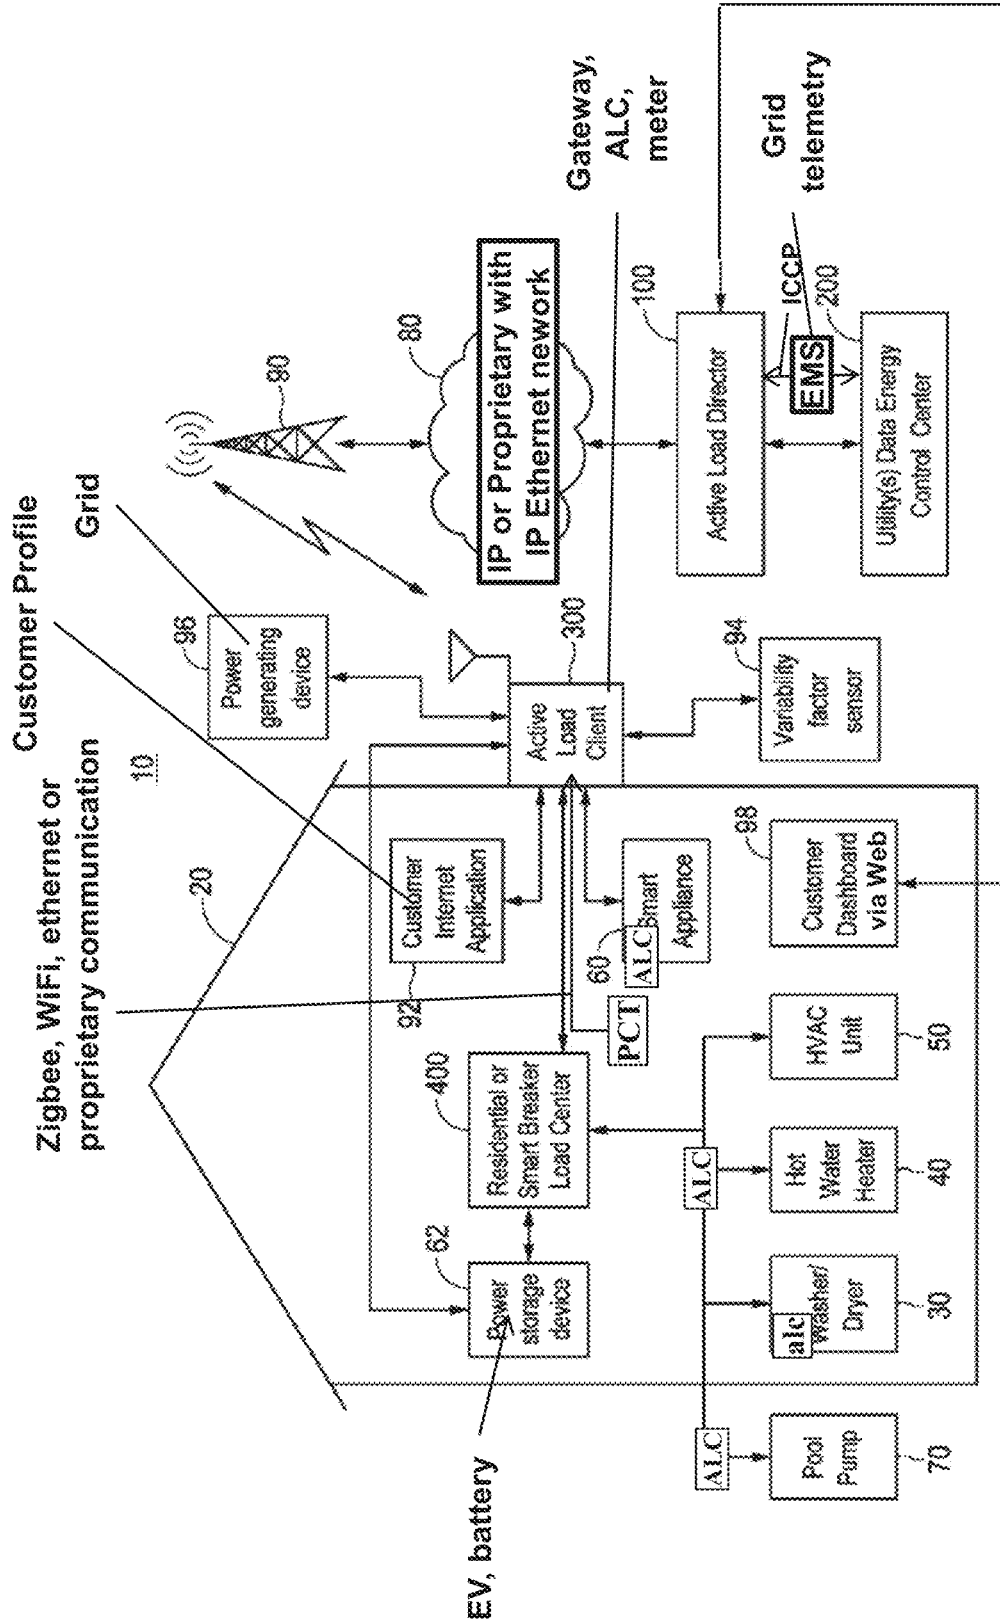 Customer Profile
Grid
Zigbee, WiFi, ethernet or
proprietary communication
10
20
90
80
IP or Proprietary with
IP Ethernet nework
Gateway,
ALC,
meter
Grid
telemetry
ICCP
EMS
100
Active Load Director
200
Utility(s) Data Energy
Control Center
96
Power
generating
device
300
Active
Load
Client
94
Variability
factor
sensor
Customer
Internet
Application
92
60
ALC
Smart
Appliance
PCT
98
Customer
Dashboard
via Web
400
Residential or
Smart Breaker
Load Center
62
Power
storage
device
EV, battery
ALC
HVAC
Unit
50
Hot
Water
Heater
40
alc
Washer/
Dryer
30
ALC
Pool
Pump
70